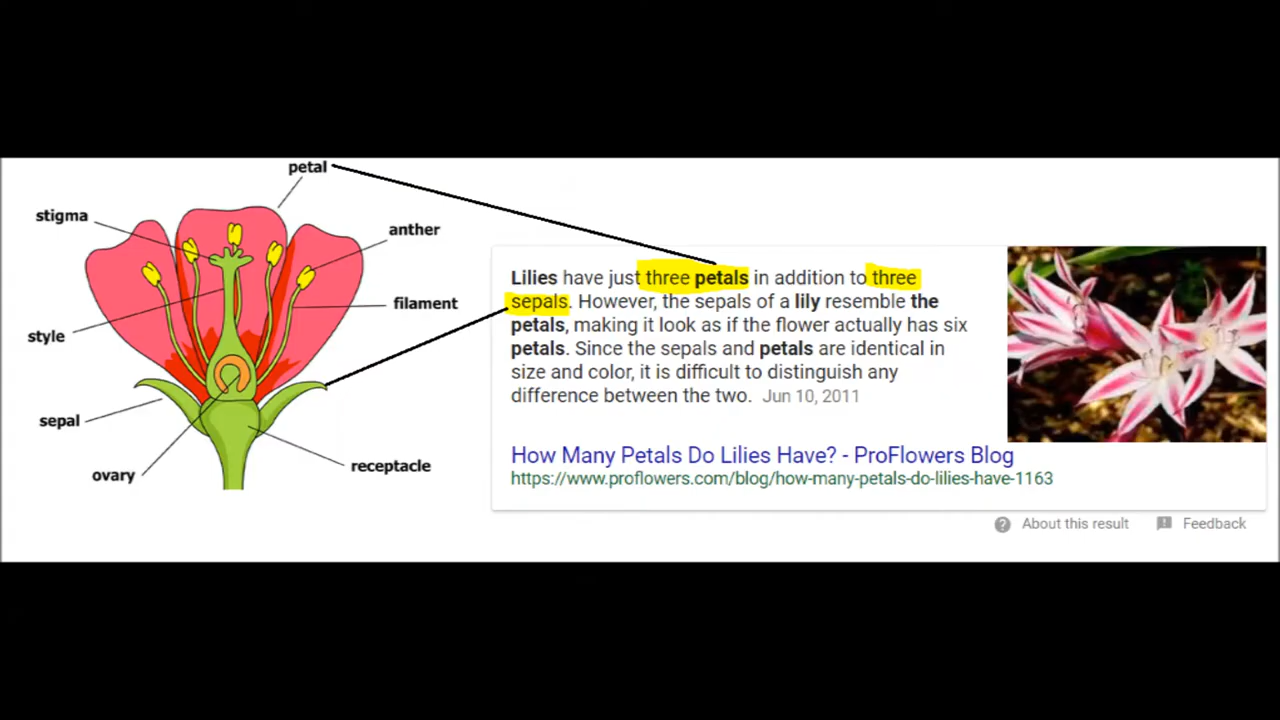 petal
stigma
anther
filament
style
sepal
ovary
receptacle
Lilies have just three petals in addition to three
sepals. However, the sepals of a lily resemble the
petals, making it look as if the flower actually has six
petals. Since the sepals and petals are identical in
size and color, it is difficult to distinguish any
difference between the two. Jun 10, 2011
How Many Petals Do Lilies Have? - ProFlowers Blog
https://www.proflowers.com/blog/how-many-petals-do-lilies-have-1163
About this result Feedback